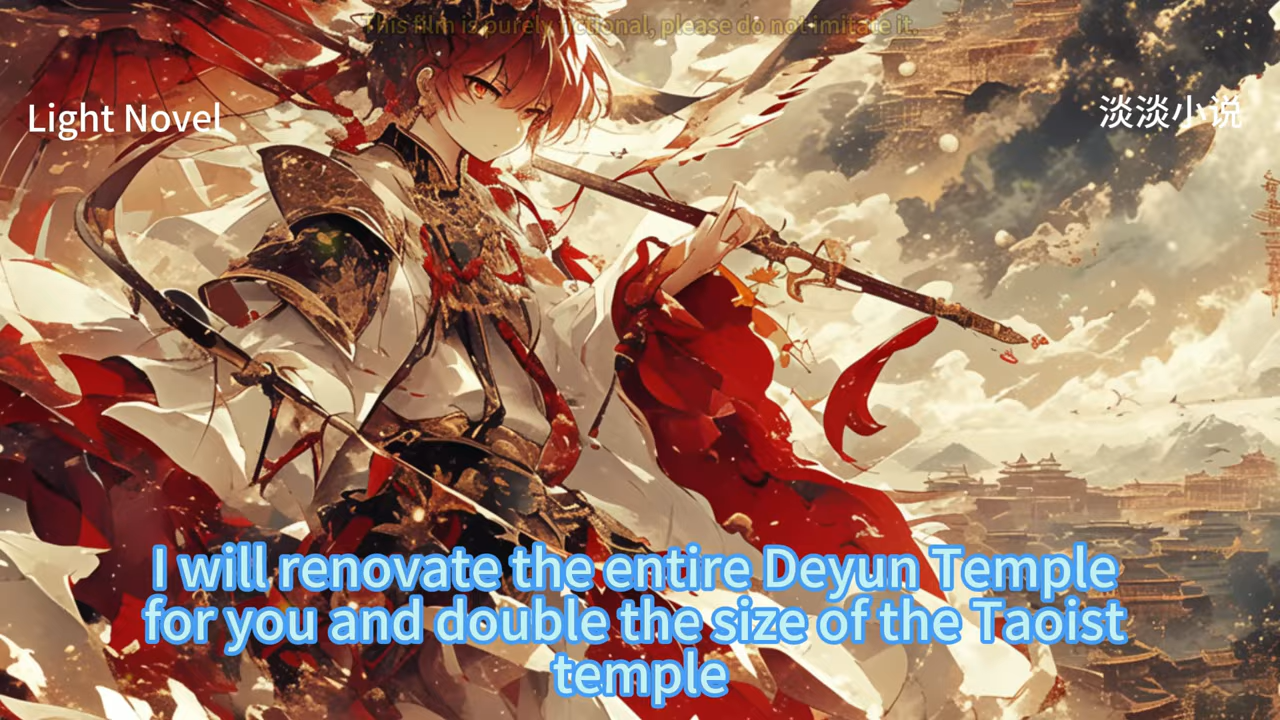 This film is purely fictional, please do not imitate it.
Light Novel
淡淡小说
I will renovate the entire Deyun Temple
for you and double the size of the Taoist
temple